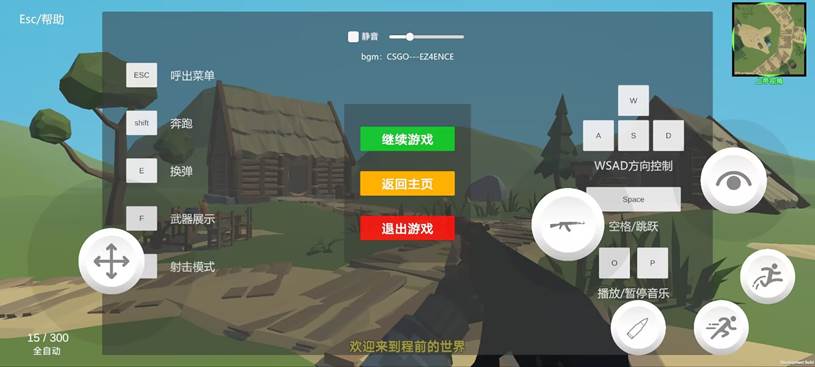 Esc/帮助
静音
bgm：CSGO---EZ4ENCE
ESC 呼出菜单
shift 奔跑
E 换弹
F 武器展示
射击模式
继续游戏
返回主页
退出游戏
W
A S D
WSAD方向控制
Space
空格/跳跃
O P
播放/暂停音乐
15 / 300
全自动
欢迎来到程前的世界
Development Build